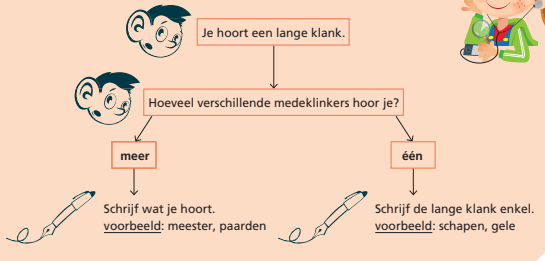 Je hoort een lange klank.
Hoeveel verschillende medeklinkers hoor je?
meer
één
Schrijf wat je hoort.
voorbeeld: meester, paarden
Schrijf de lange klank enkel.
voorbeeld: schapen, gele